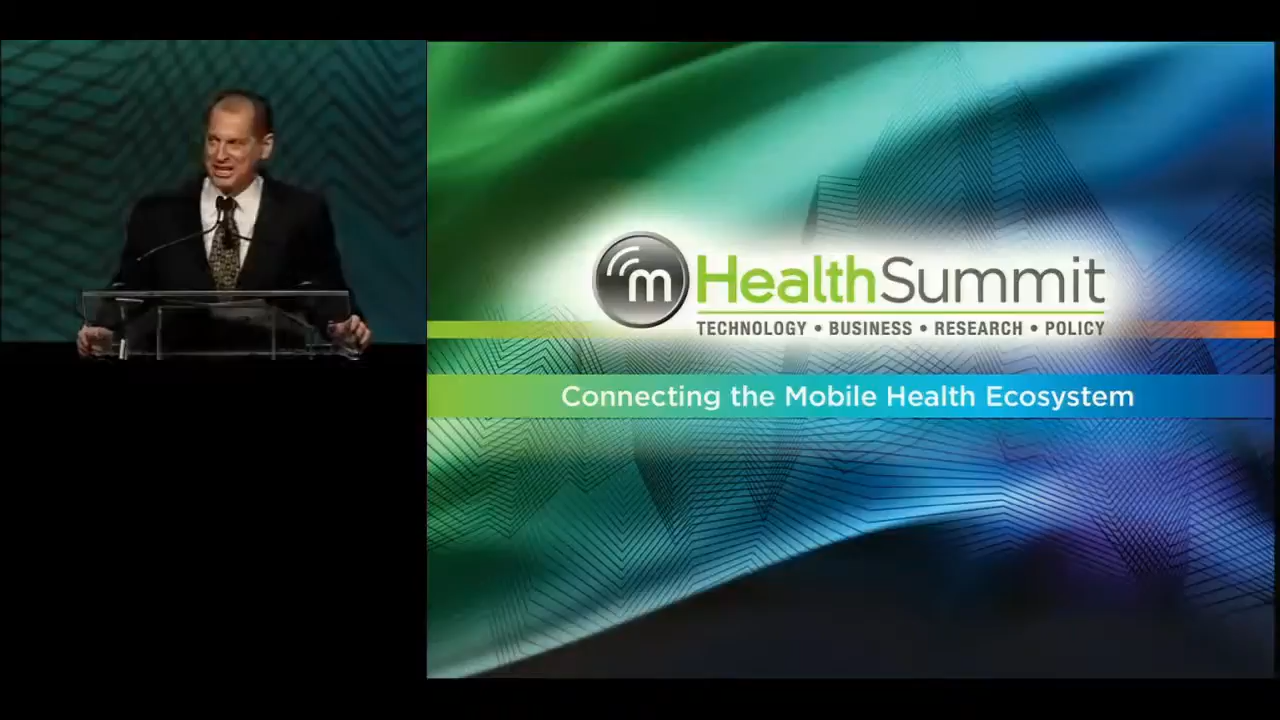 mHealthSummit
TECHNOLOGY • BUSINESS • RESEARCH • POLICY
Connecting the Mobile Health Ecosystem